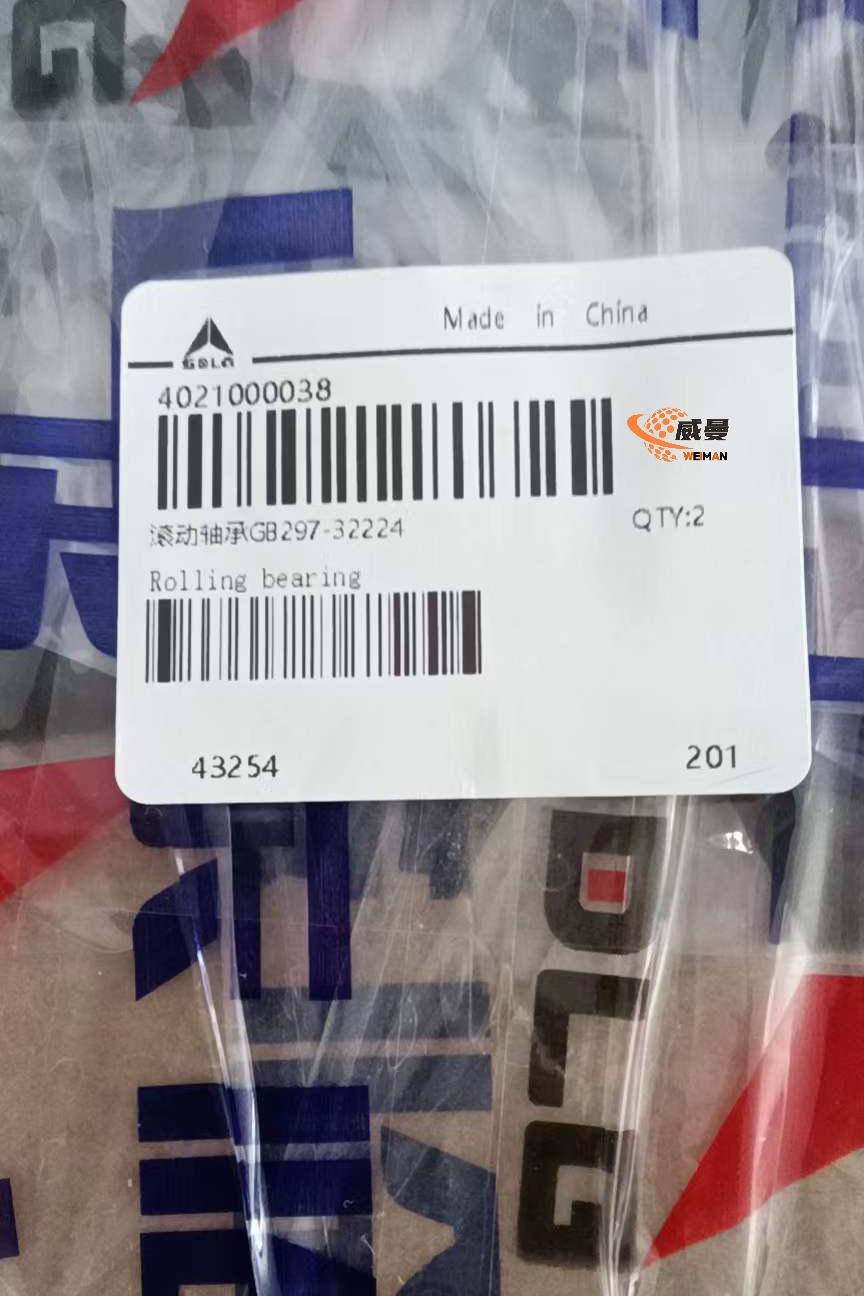 G
Made in China
SDLG
4021000038
威曼
WEIMAN
滚动轴承GB297-32224
QTY:2
Rolling bearing
43254
201
DLG